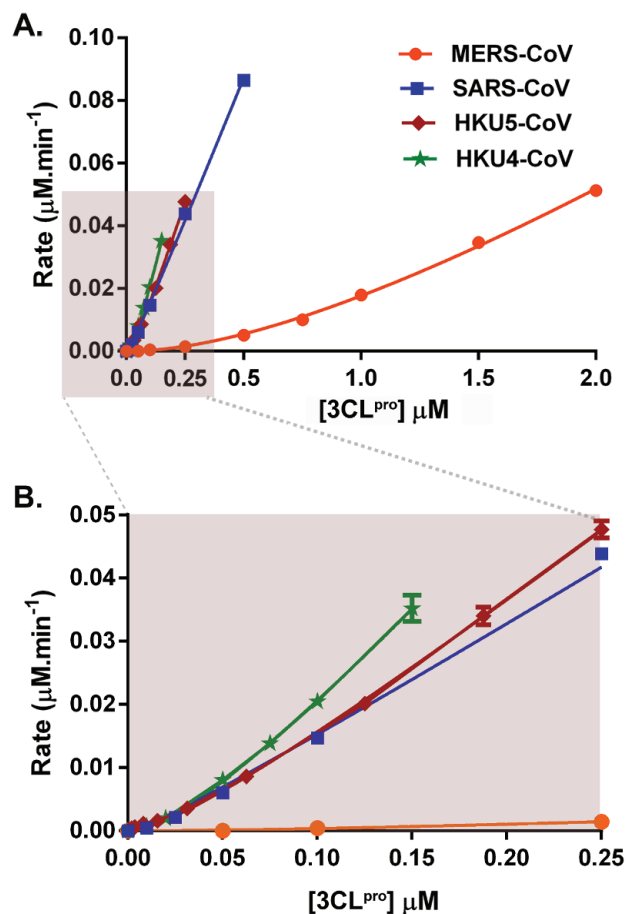 A.
0.10
0.08
0.06
0.04
0.02
0.00
Rate (μM.min⁻¹)
MERS-CoV
SARS-CoV
HKU5-CoV
HKU4-CoV
0.0 0.25 0.5 1.0 1.5 2.0
[3CLᵖʳᵒ] μM
B.
0.05
0.04
0.03
0.02
0.01
0.00
Rate (μM.min⁻¹)
0.00 0.05 0.10 0.15 0.20 0.25
[3CLᵖʳᵒ] μM